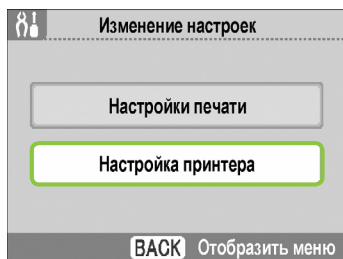 Изменение настроек
Настройки печати
Настройка принтера
BACK Отобразить меню